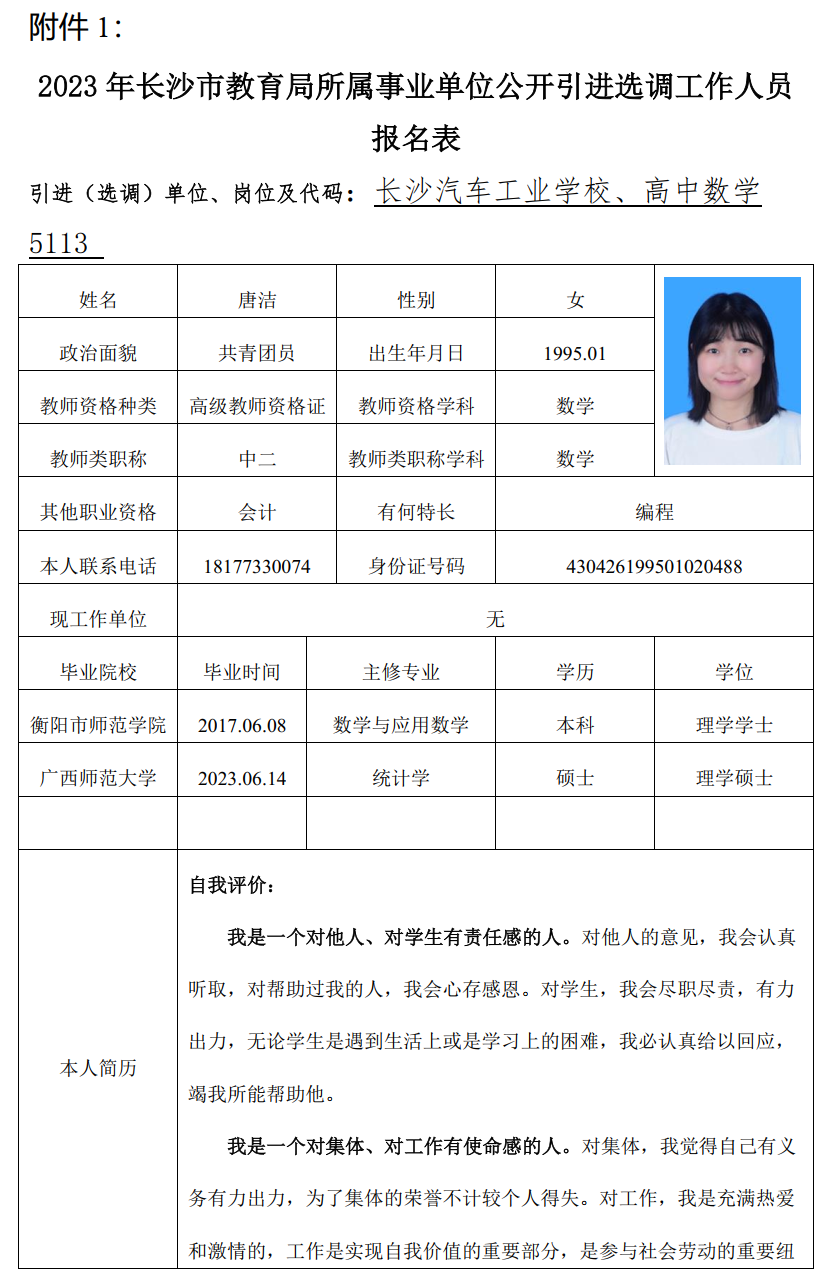 附件 1：
2023 年长沙市教育局所属事业单位公开引进选调工作人员
报名表
引进（选调）单位、岗位及代码： 长沙汽车工业学校、高中数学
5113
姓名 唐洁 性别 女
政治面貌 共青团员 出生年月日 1995.01
教师资格种类 高级教师资格证 教师资格学科 数学
教师类职称 中二 教师类职称学科 数学
其他职业资格 会计 有何特长 编程
本人联系电话 18177330074 身份证号码 430426199501020488
现工作单位 无
毕业院校 毕业时间 主修专业 学历 学位
衡阳市师范学院 2017.06.08 数学与应用数学 本科 理学学士
广西师范大学 2023.06.14 统计学 硕士 理学硕士
本人简历
自我评价：
我是一个对他人、对学生有责任感的人。对他人的意见，我会认真
听取，对帮助过我的人，我会心存感恩。对学生，我会尽职尽责，有力
出力，无论学生是遇到生活上或是学习上的困难，我必认真给以回应，
竭我所能帮助他。
我是一个对集体、对工作有使命感的人。对集体，我觉得自己有义
务有力出力，为了集体的荣誉不计较个人得失。对工作，我是充满热爱
和激情的，工作是实现自我价值的重要部分，是参与社会劳动的重要纽